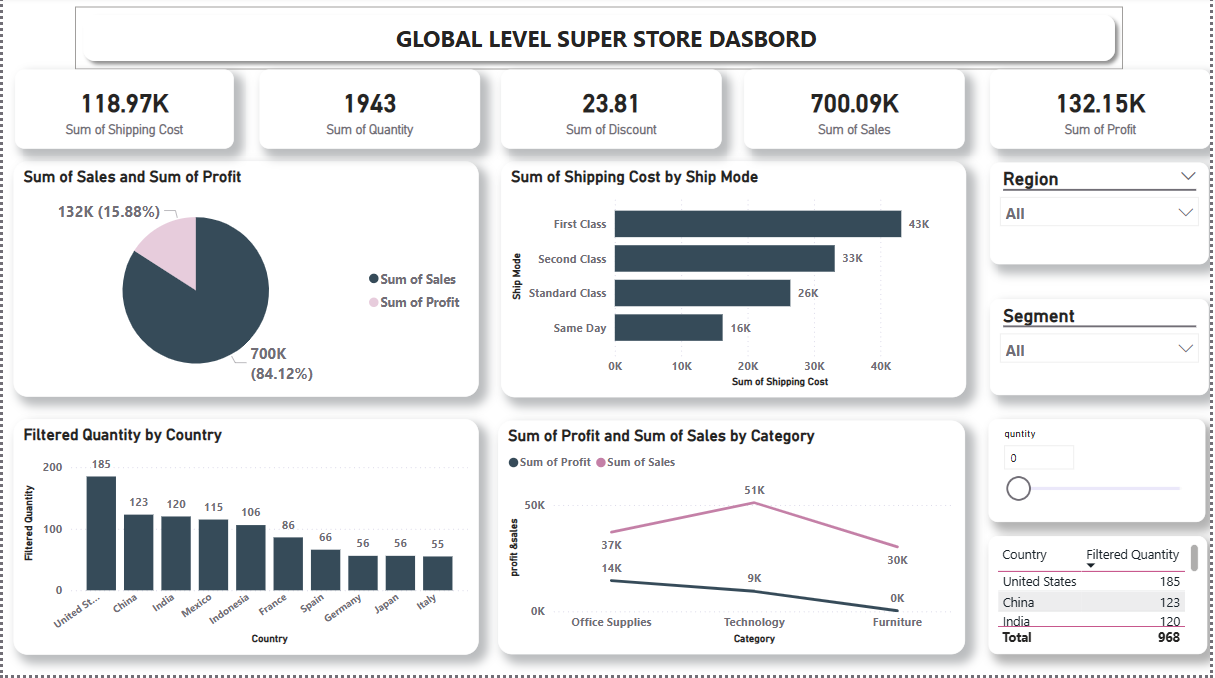 GLOBAL LEVEL SUPER STORE DASBORD
118.97K
Sum of Shipping Cost
1943
Sum of Quantity
23.81
Sum of Discount
700.09K
Sum of Sales
132.15K
Sum of Profit
Sum of Sales and Sum of Profit
132K (15.88%)
Sum of Sales
Sum of Profit
700K
(84.12%)
Sum of Shipping Cost by Ship Mode
Ship Mode
First Class
43K
Second Class
33K
Standard Class
26K
Same Day
16K
0K 10K 20K 30K 40K
Sum of Shipping Cost
Region
All
Segment
All
Filtered Quantity by Country
Filtered Quantity
200
100
0
185
123
120
115
106
86
66
56
56
55
United St...
China
India
Mexico
Indonesia
France
Spain
Germany
Japan
Italy
Country
Sum of Profit and Sum of Sales by Category
Sum of Profit Sum of Sales
profit &sales
50K
0K
37K
51K
30K
14K
9K
0K
Office Supplies Technology Furniture
Category
quntity
0
Country Filtered Quantity
United States 185
China 123
India 120
Total 968